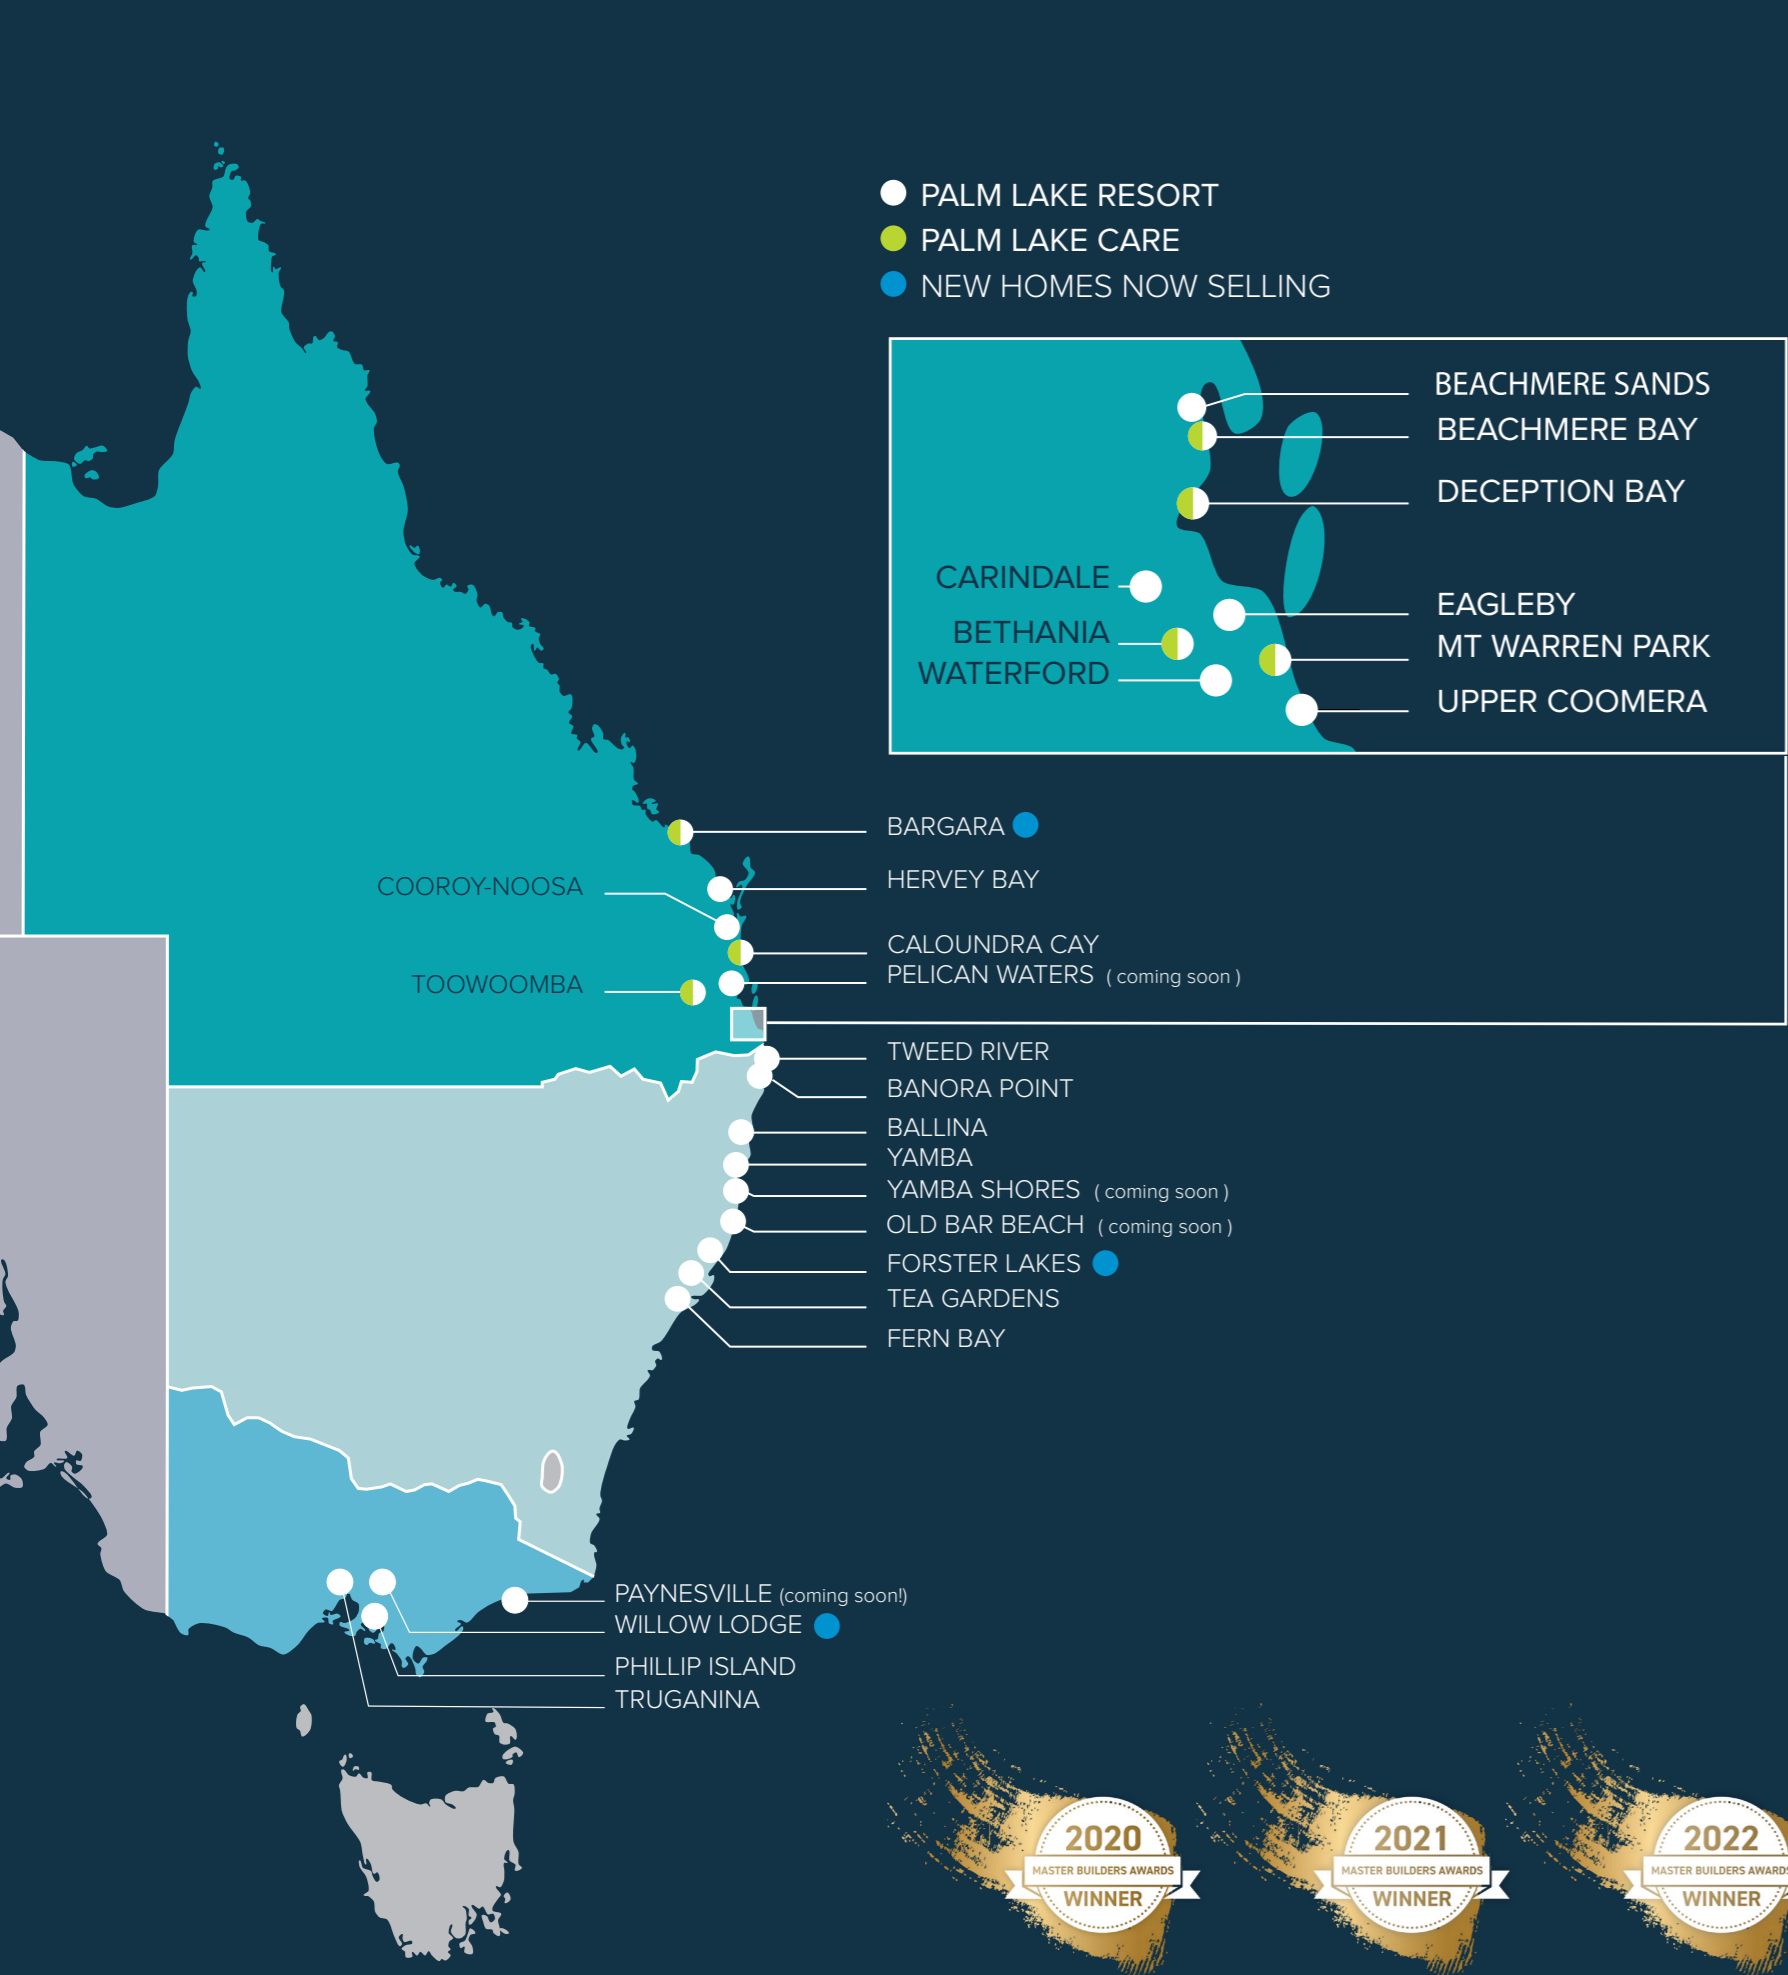 PALM LAKE RESORT
PALM LAKE CARE
NEW HOMES NOW SELLING
BEACHMERE SANDS
BEACHMERE BAY
DECEPTION BAY
CARINDALE
EAGLEBY
BETHANIA
MT WARREN PARK
WATERFORD
UPPER COOMERA
BARGARA
HERVEY BAY
COOROY-NOOSA
CALOUNDRA CAY
PELICAN WATERS ( coming soon )
TOOWOOMBA
TWEED RIVER
BANORA POINT
BALLINA
YAMBA
YAMBA SHORES ( coming soon )
OLD BAR BEACH ( coming soon )
FORSTER LAKES
TEA GARDENS
FERN BAY
PAYNESVILLE (coming soon!)
WILLOW LODGE
PHILLIP ISLAND
TRUGANINA
2020
MASTER BUILDERS AWARDS
WINNER
2021
MASTER BUILDERS AWARDS
WINNER
2022
MASTER BUILDERS AWARDS
WINNER